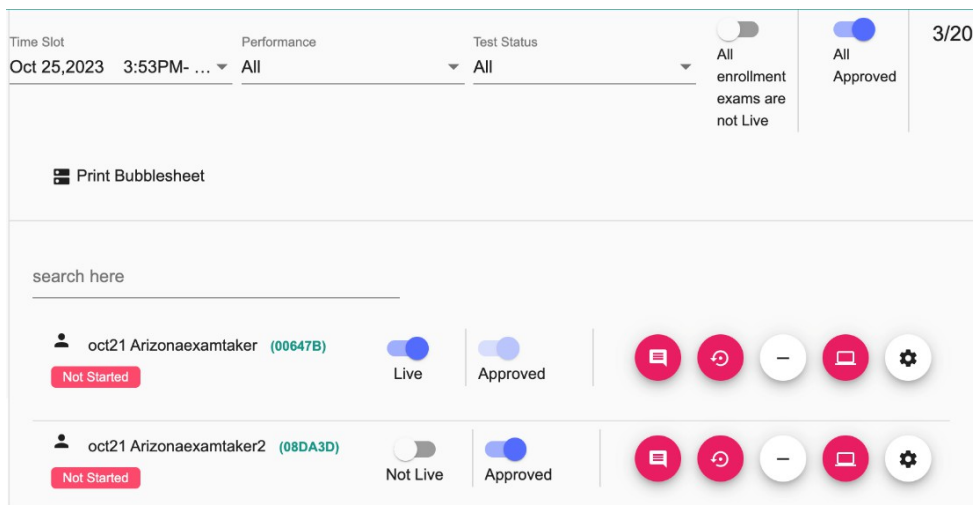 Time Slot
Oct 25,2023 3:53PM- ...
Performance
All
Test Status
All
All
enrollment
exams are
not Live
All
Approved
3/20
Print Bubblesheet
search here
oct21 Arizonaexamtaker (00647B)
Not Started
Live
Approved
oct21 Arizonaexamtaker2 (08DA3D)
Not Started
Not Live
Approved